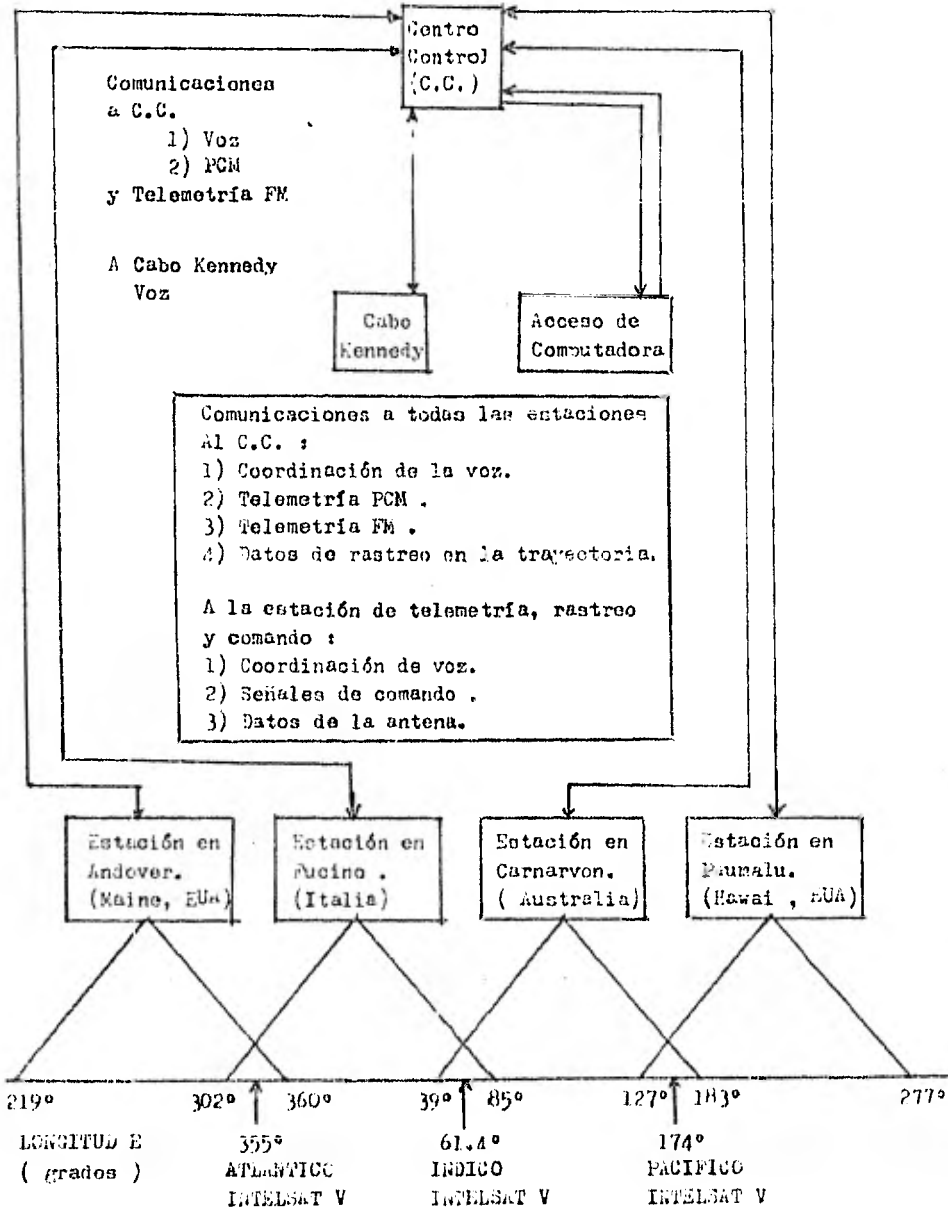 Centro
Control
(C.C.)
Comunicaciones
a C.C.
1) Voz
2) PCM
y Telemetría FM
A Cabo Kennedy
Voz
Cabo
Kennedy
Acceso de
Computadora
Comunicaciones a todas las estaciones
Al C.C. :
1) Coordinación de la voz.
2) Telemetría PCM .
3) Telemetría FM .
4) Datos de rastreo en la trayectoria.
A la estación de telemetría, rastreo
y comando :
1) Coordinación de voz.
2) Señales de comando .
3) Datos de la antena.
Estación en
Andover.
(Maine, EUA)
Estación en
Fucino .
(Italia)
Estación en
Carnarvon.
( Australia)
Estación en
Paumalu.
(Hawai , EUA)
219° 302° 360° 39° 85° 127° 183° 277°
LONGITUD E
( grados )
355°
ATLANTICO
INTELSAT V
61.4°
INDICO
INTELSAT V
174°
PACIFICO
INTELSAT V